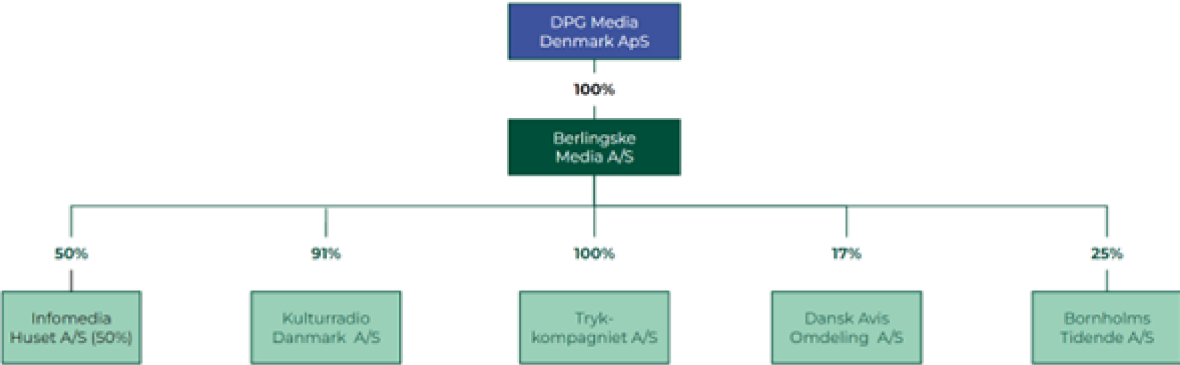 DPG Media
Denmark ApS
100%
Berlingske
Media A/S
50%
91%
100%
17%
25%
Infomedia
Huset A/S (50%)
Kulturradio
Danmark A/S
Tryk-
kompagniet A/S
Dansk Avis
Omdeling A/S
Bornholms
Tidende A/S